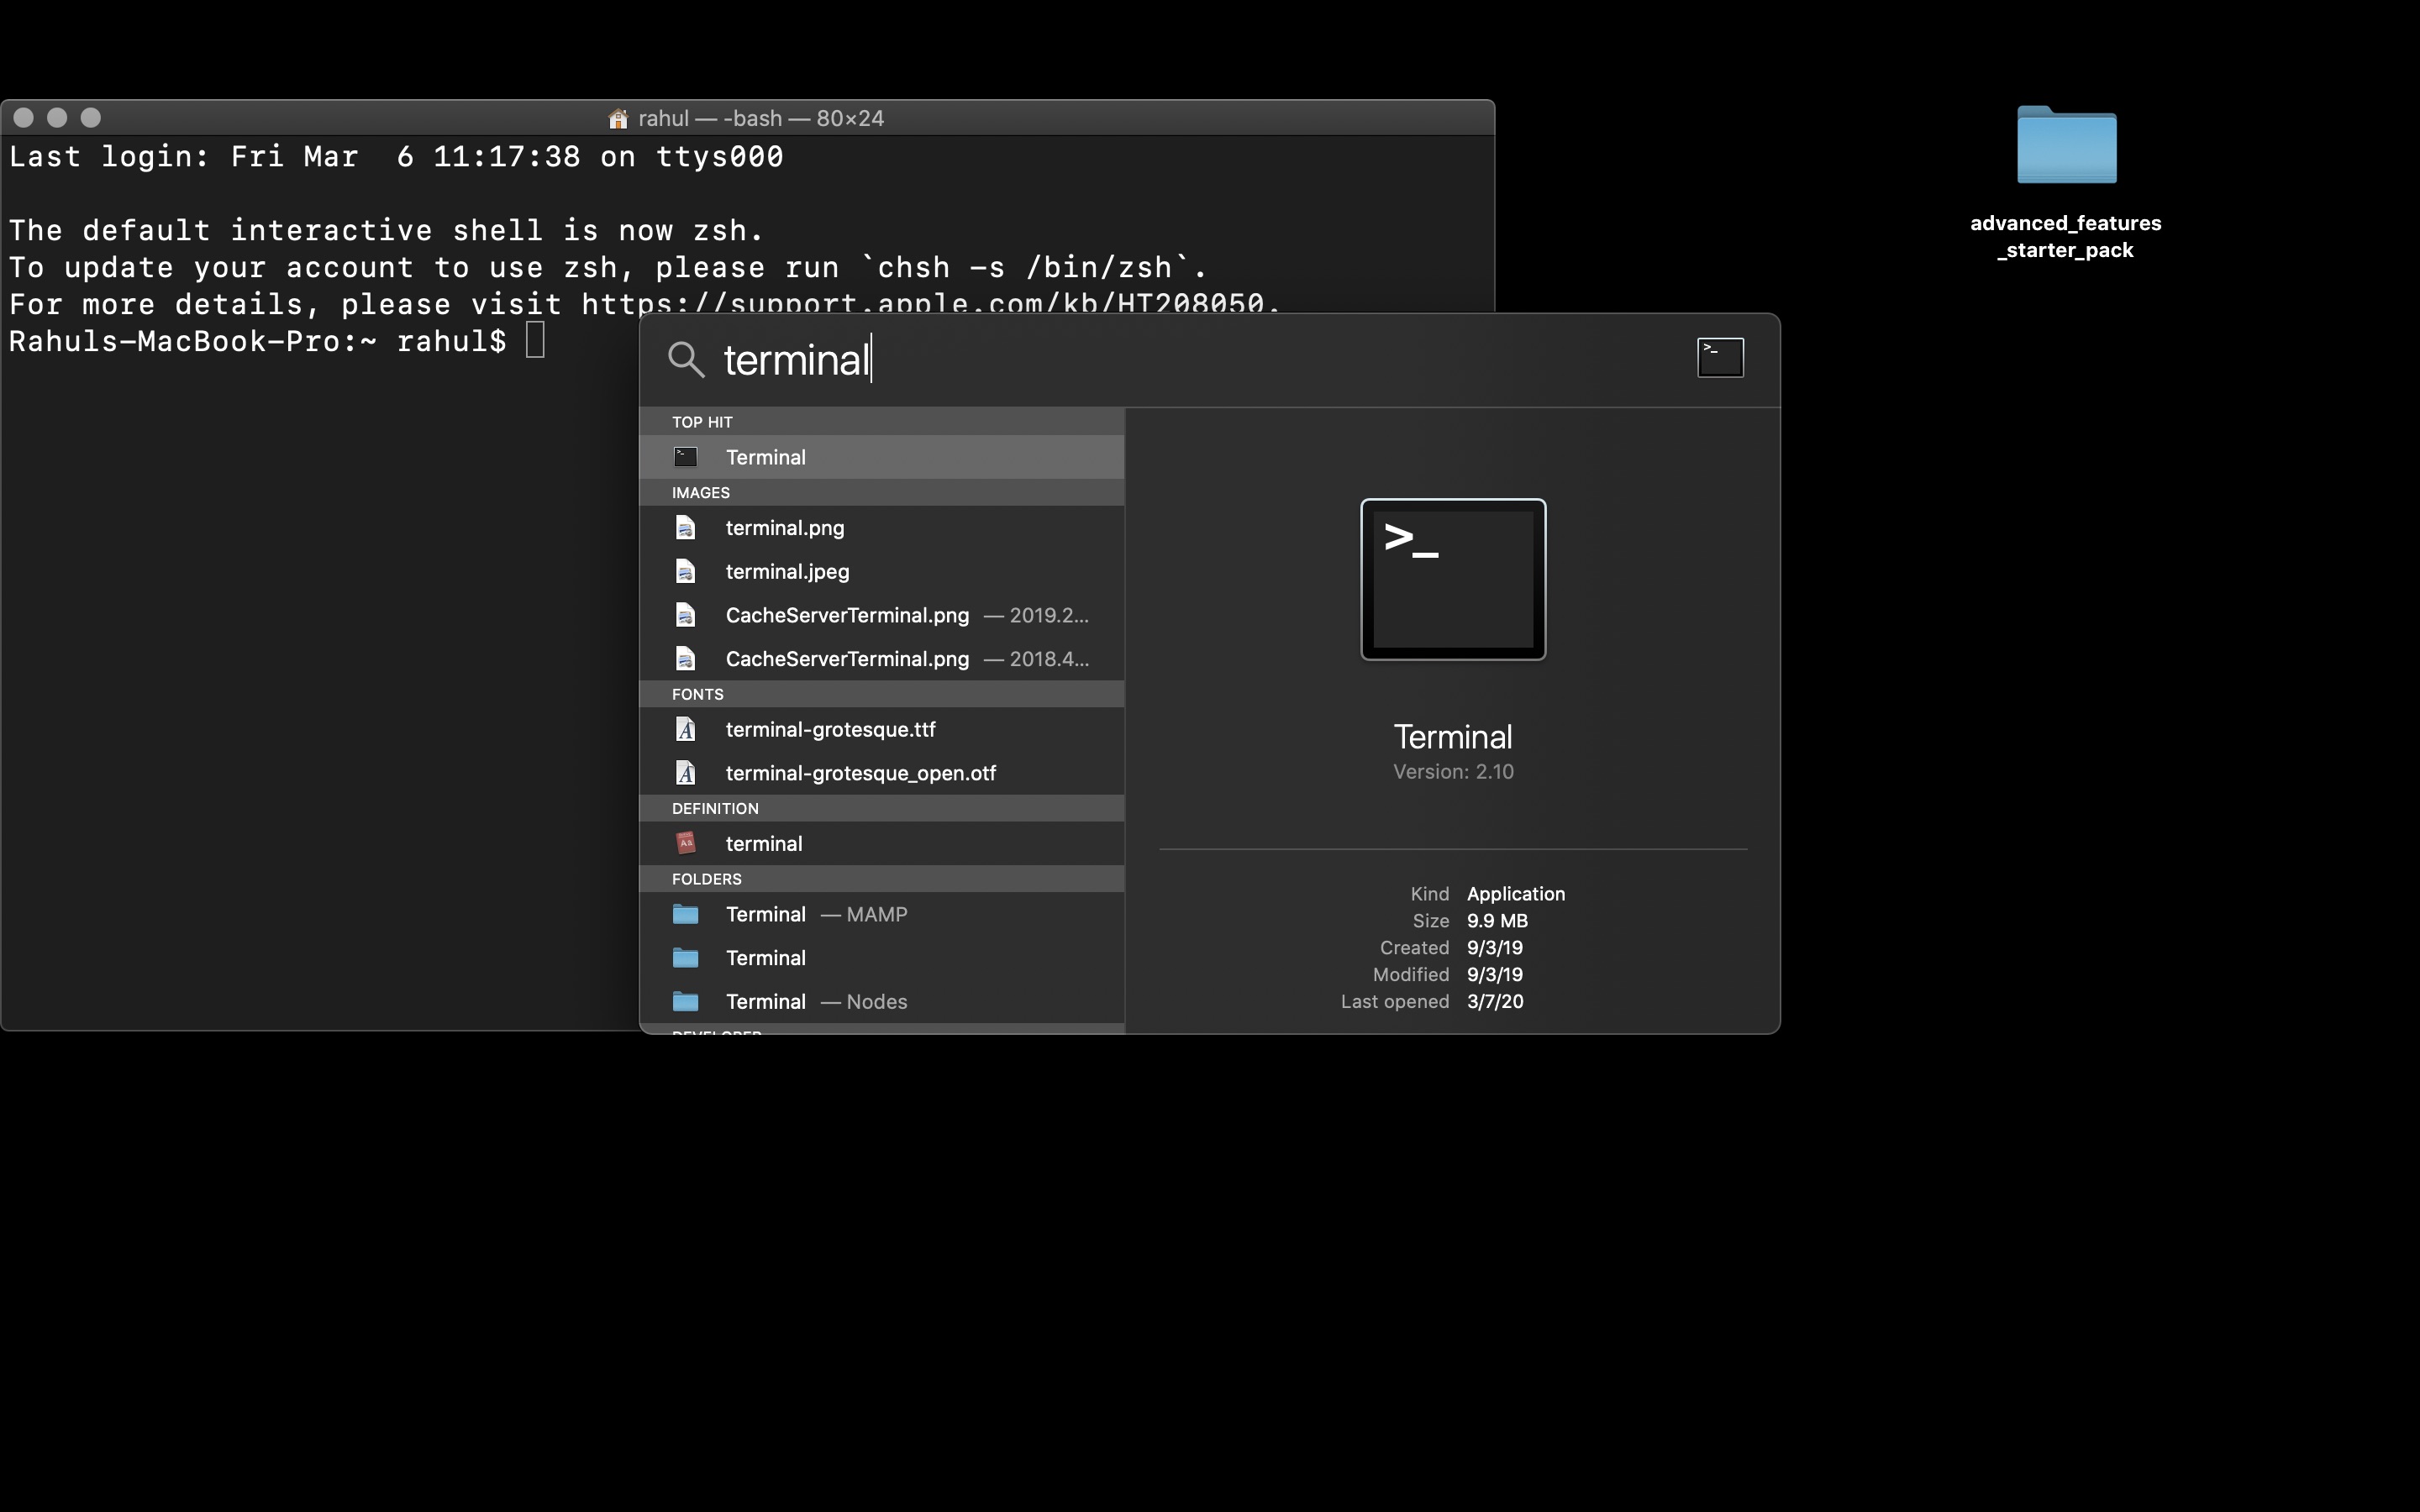 rahul — -bash — 80×24
Last login: Fri Mar  6 11:17:38 on ttys000
The default interactive shell is now zsh.
To update your account to use zsh, please run `chsh -s /bin/zsh`.
For more details, please visit https://support.apple.com/kb/HT208050.
Rahuls-MacBook-Pro:~ rahul$
advanced_features
_starter_pack
terminal
>_
TOP HIT
>_ Terminal
IMAGES
terminal.png
terminal.jpeg
CacheServerTerminal.png — 2019.2...
CacheServerTerminal.png — 2018.4...
FONTS
terminal-grotesque.ttf
terminal-grotesque_open.otf
DEFINITION
Aa terminal
FOLDERS
Terminal — MAMP
Terminal
Terminal — Nodes
DEVELOPER
>_
Terminal
Version: 2.10
Kind Application
Size 9.9 MB
Created 9/3/19
Modified 9/3/19
Last opened 3/7/20